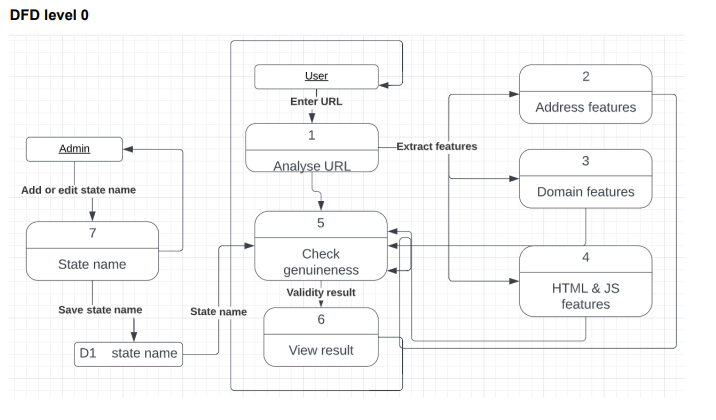 DFD level 0
User
Enter URL
1
Analyse URL
Extract features
2
Address features
3
Domain features
4
HTML & JS
features
Admin
Add or edit state name
7
State name
Save state name
D1 state name
State name
5
Check
genuineness
Validity result
6
View result